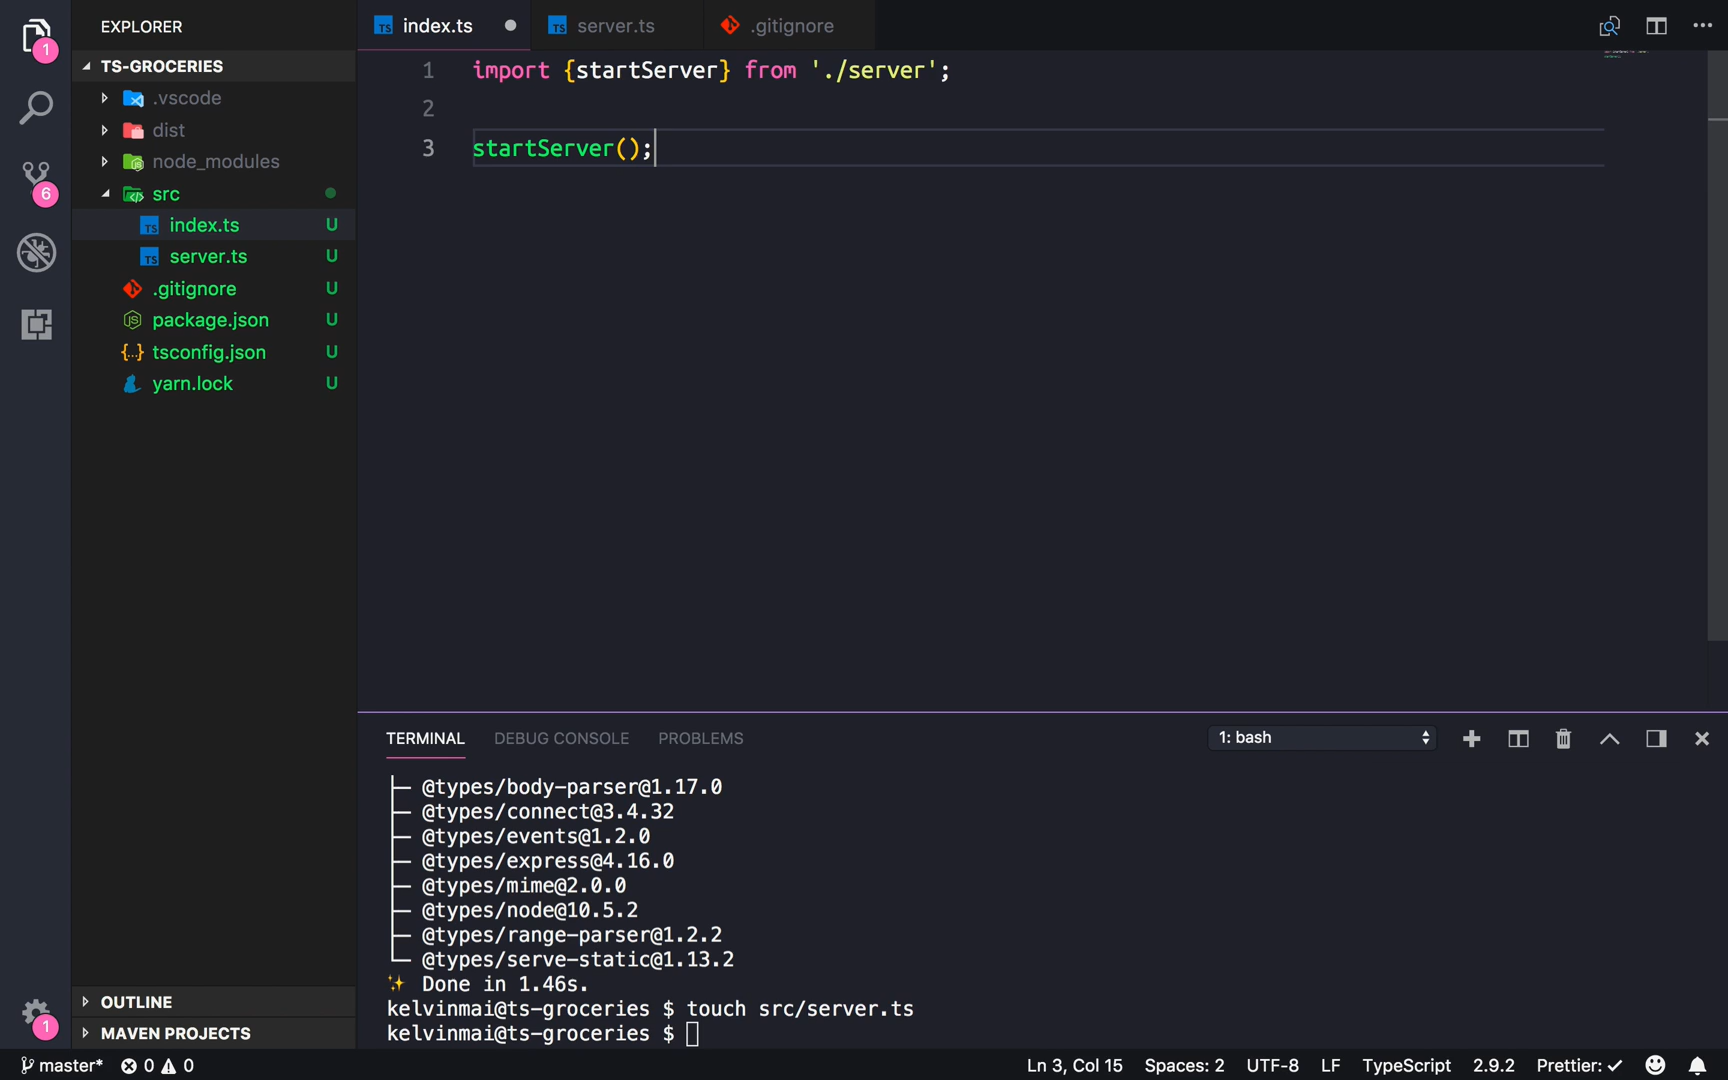 EXPLORER
TS-GROCERIES
.vscode
dist
node_modules
src
index.ts U
server.ts U
.gitignore U
package.json U
tsconfig.json U
yarn.lock U
OUTLINE
MAVEN PROJECTS
1
6
1
index.ts
server.ts
.gitignore
1 import {startServer} from './server';
2
3 startServer();
TERMINAL DEBUG CONSOLE PROBLEMS
1: bash
├─ @types/body-parser@1.17.0
├─ @types/connect@3.4.32
├─ @types/events@1.2.0
├─ @types/express@4.16.0
├─ @types/mime@2.0.0
├─ @types/node@10.5.2
├─ @types/range-parser@1.2.2
└─ @types/serve-static@1.13.2
✨ Done in 1.46s.
kelvinmai@ts-groceries $ touch src/server.ts
kelvinmai@ts-groceries $
master* 0 0 Ln 3, Col 15 Spaces: 2 UTF-8 LF TypeScript 2.9.2 Prettier: ✓